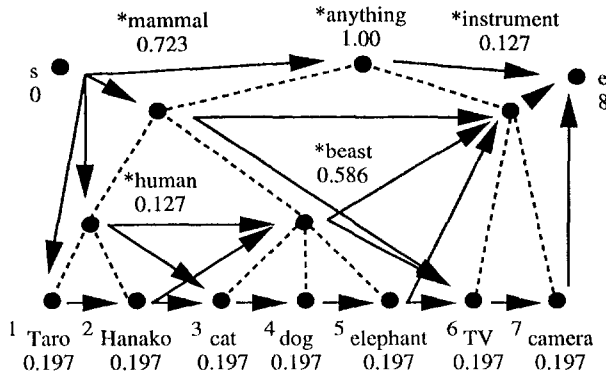 *mammal *anything *instrument
0.723 1.00 0.127
s e
0 8
*beast
0.586
*human
0.127
1 Taro 2 Hanako 3 cat 4 dog 5 elephant 6 TV 7 camera
0.197 0.197 0.197 0.197 0.197 0.197 0.197